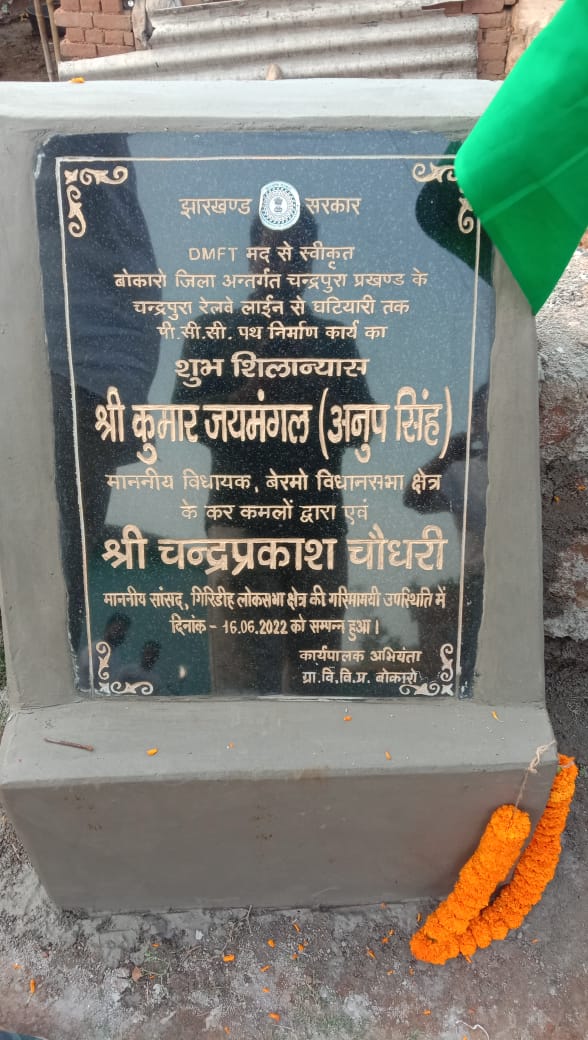 झारखण्ड सरकार
DMFT मद से स्वीकृत
बोकारो जिला अन्तर्गत चन्द्रपुरा प्रखण्ड के
चन्द्रपुरा रेलवे लाईन से घटियारी तक
पी.सी.सी. पथ निर्माण कार्य का
शुभ शिलान्यास
श्री कुमार जयमंगल (अनुप सिंह)
माननीय विधायक, बेरमो विधानसभा क्षेत्र
के कर कमलों द्वारा एवं
श्री चन्द्रप्रकाश चौधरी
माननीय सांसद, गिरिडीह लोकसभा क्षेत्र की गरिमामयी उपस्थिति में
दिनांक - 16.06.2022 को सम्पन्न हुआ।
कार्यपालक अभियंता
ग्रा.वि.वि.प्र. बोकारो